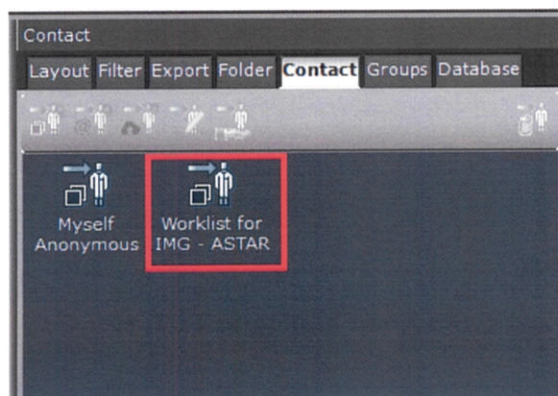 Contact
Layout Filter Export Folder Contact Groups Database
Myself
Anonymous
Worklist for
IMG - ASTAR